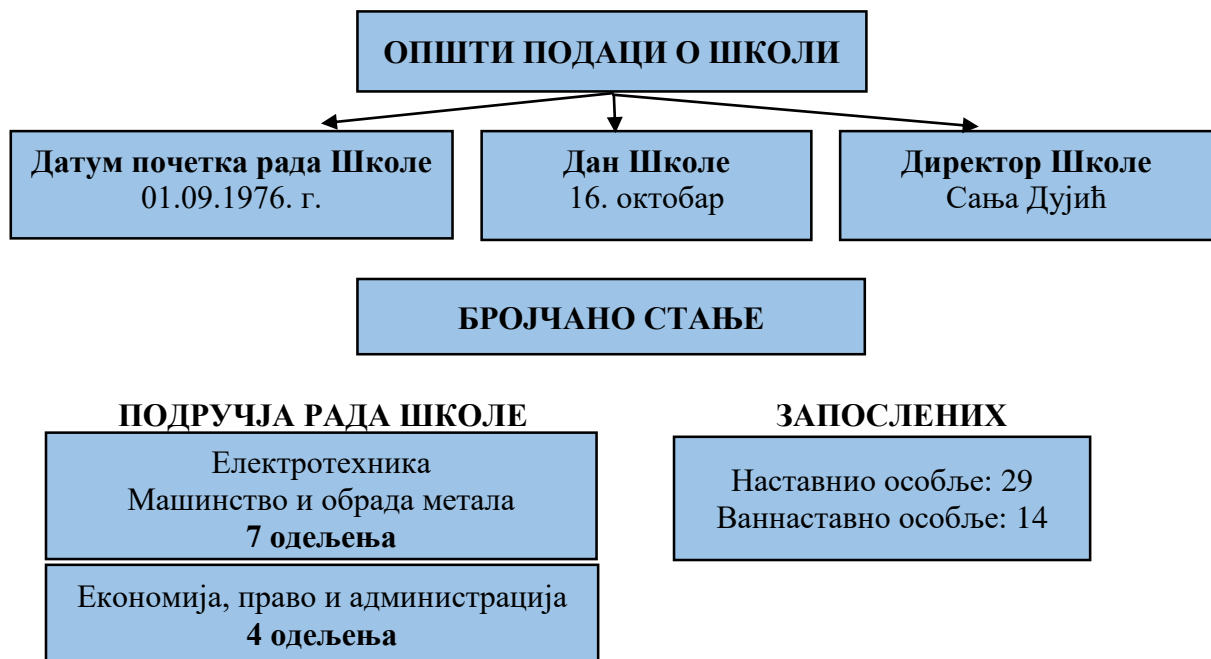 ОПШТИ ПОДАЦИ О ШКОЛИ
Датум почетка рада Школе
01.09.1976. г.
Дан Школе
16. октобар
Директор Школе
Сања Дујић
БРОЈЧАНО СТАЊЕ
ПОДРУЧЈА РАДА ШКОЛЕ
Електротехника
Машинство и обрада метала
7 одељења
Економија, право и администрација
4 одељења
ЗАПОСЛЕНИХ
Наставнио особље: 29
Ваннаставно особље: 14